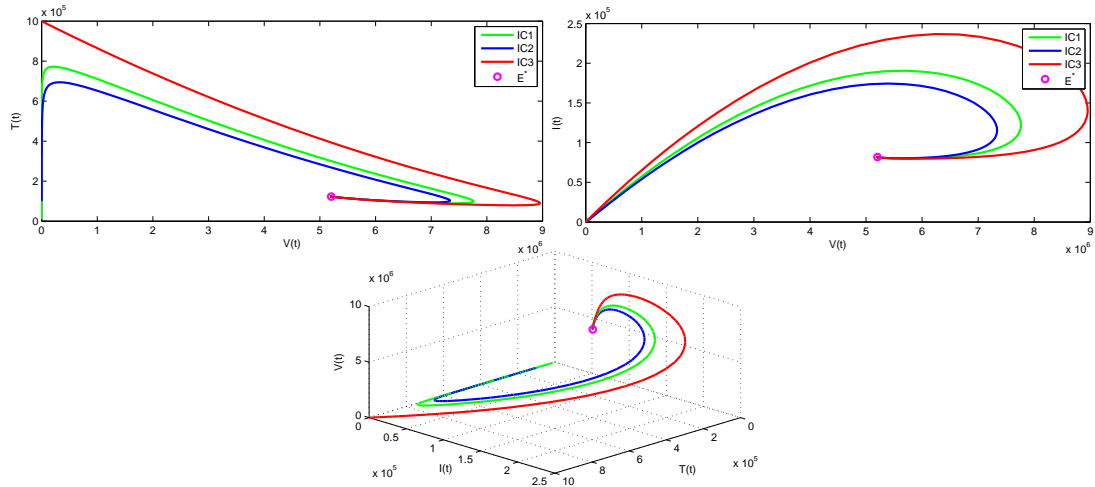 x 10^5
10
8
6
4
2
0
T(t)
0 1 2 3 4 5 6 7 8 9
V(t)
x 10^6
IC1
IC2
IC3
E*
x 10^5
2.5
2
1.5
1
0.5
0
I(t)
0 1 2 3 4 5 6 7 8 9
V(t)
x 10^6
IC1
IC2
IC3
E*
x 10^6
10
5
0
V(t)
0 0.5 1 1.5 2 2.5
I(t)
x 10^5
10 8 6 4 2 0
T(t)
x 10^5